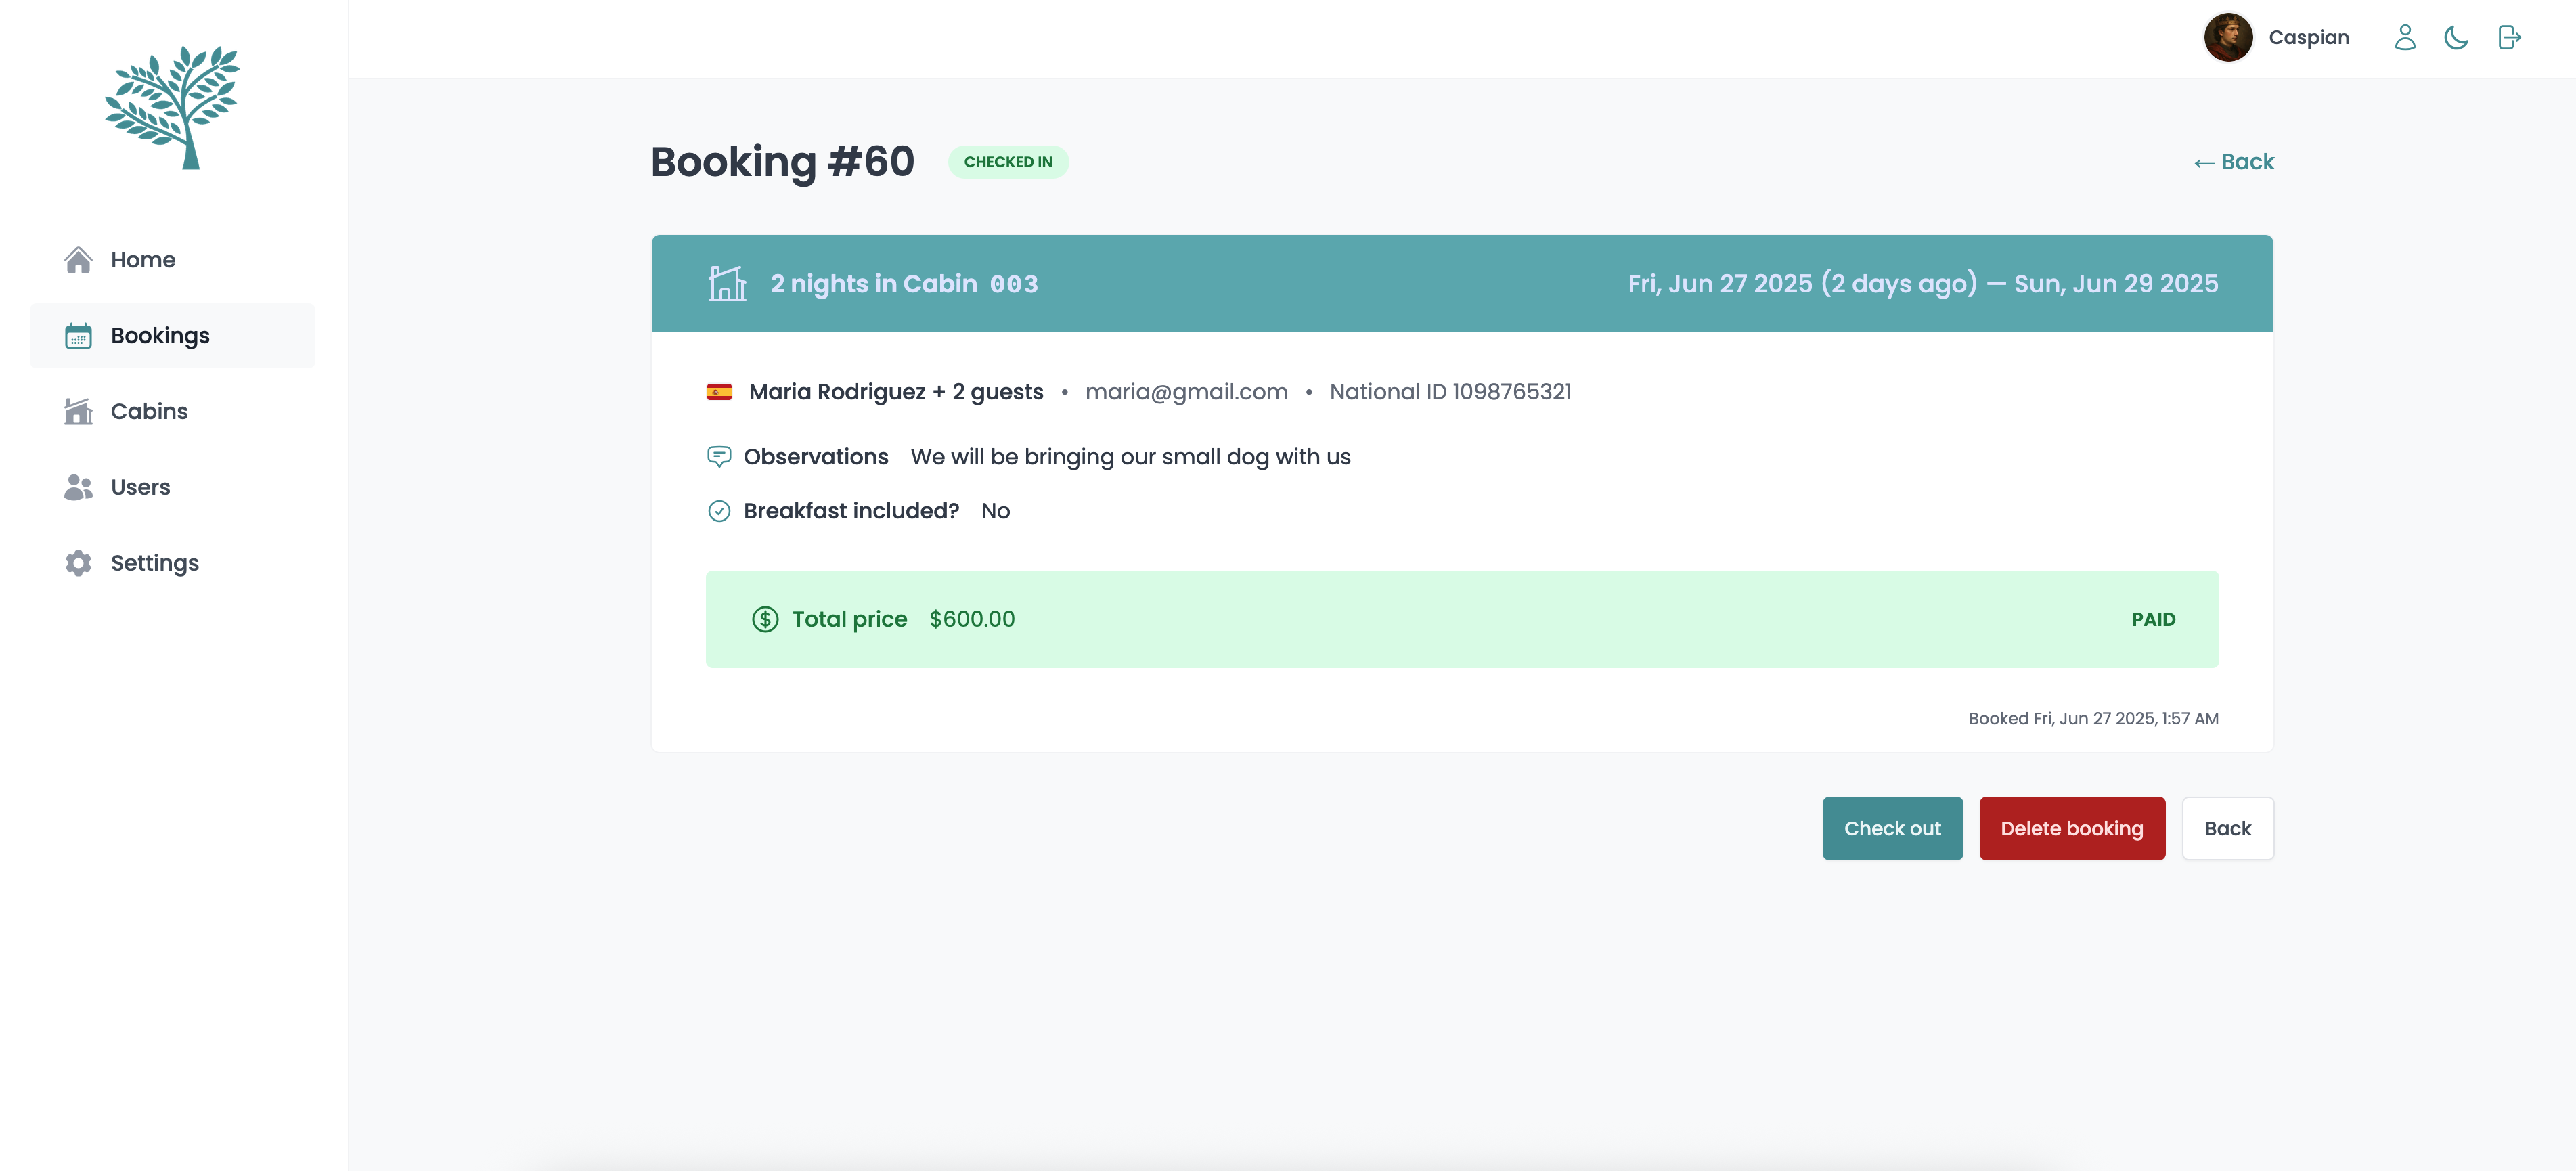 Caspian
Home
Bookings
Cabins
Users
Settings
Booking #60 CHECKED IN ← Back
2 nights in Cabin 003 Fri, Jun 27 2025 (2 days ago) — Sun, Jun 29 2025
Maria Rodriguez + 2 guests • maria@gmail.com • National ID 1098765321
Observations We will be bringing our small dog with us
Breakfast included? No
Total price $600.00 PAID
Booked Fri, Jun 27 2025, 1:57 AM
Check out Delete booking Back